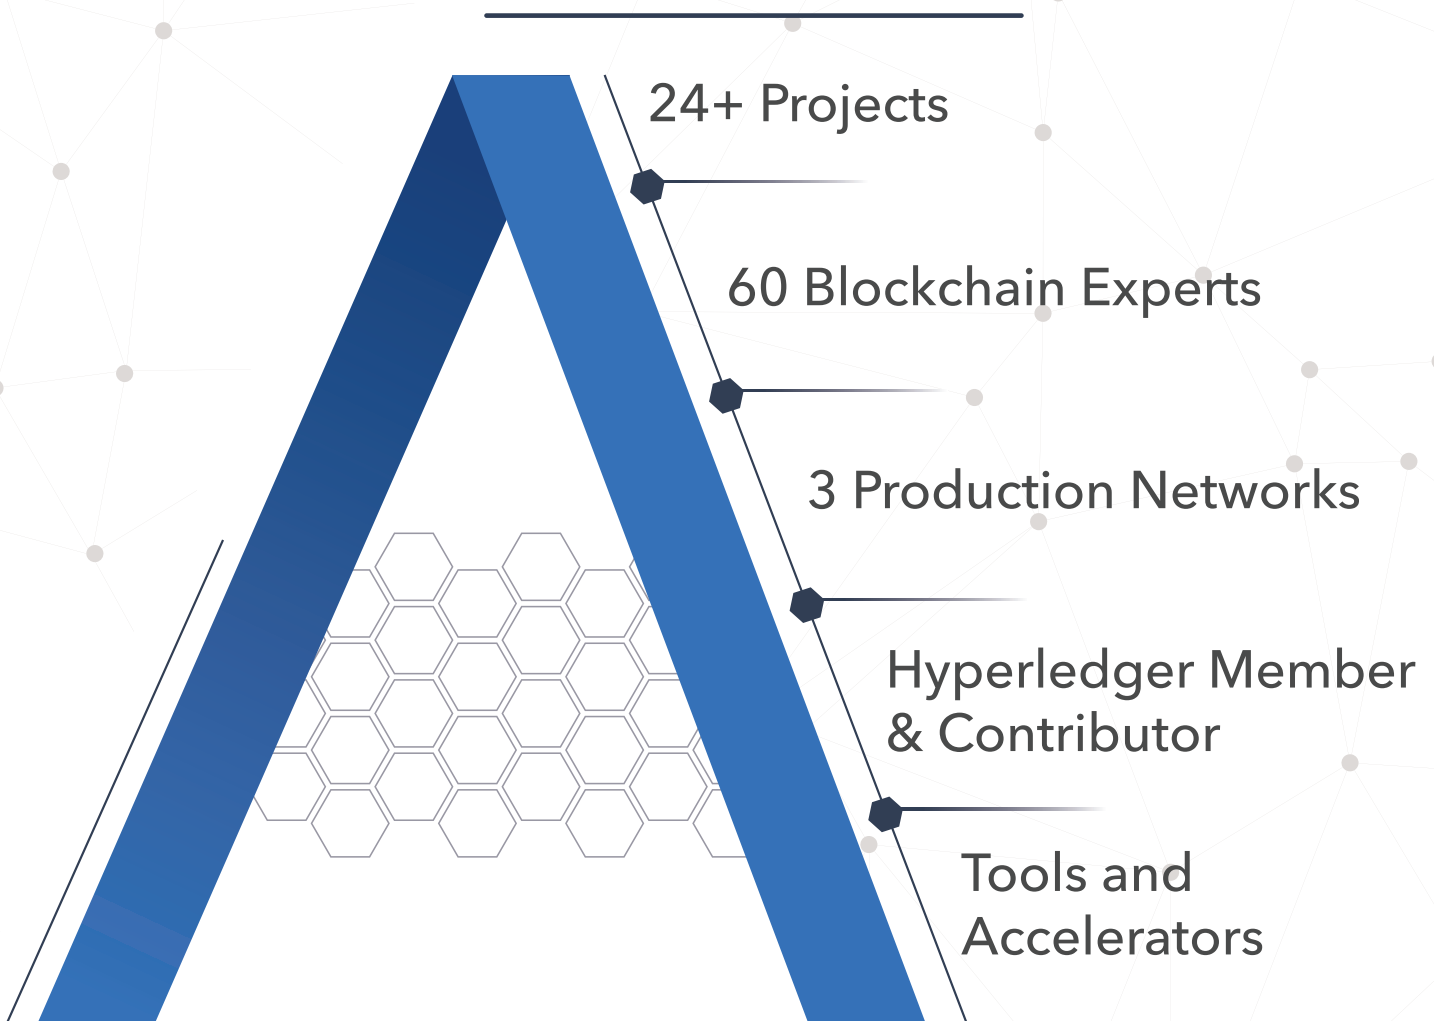 24+ Projects
60 Blockchain Experts
3 Production Networks
Hyperledger Member
& Contributor
Tools and
Accelerators